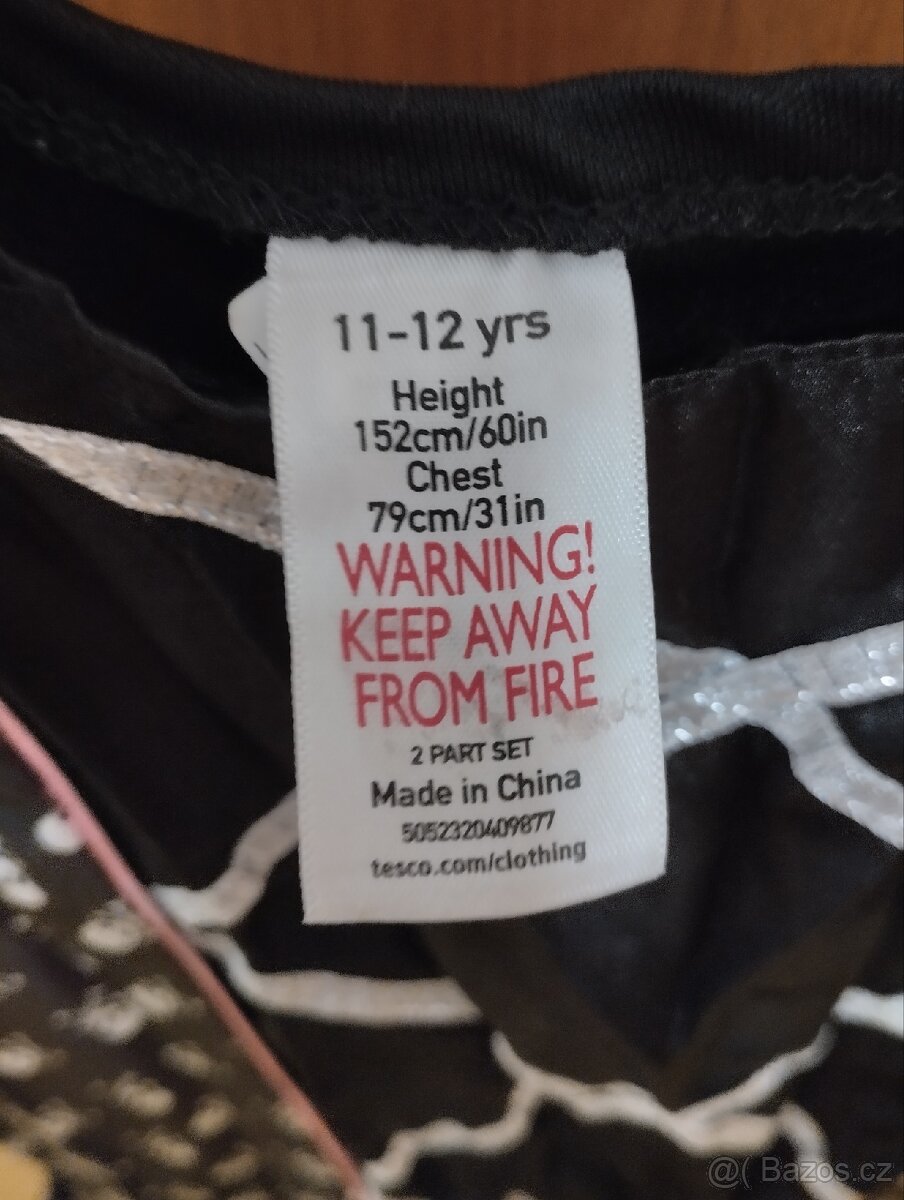 11-12 yrs
Height
152cm/60in
Chest
79cm/31in
WARNING!
KEEP AWAY
FROM FIRE
2 PART SET
Made in China
5052320409877
tesco.com/clothing
@( Bazos.cz